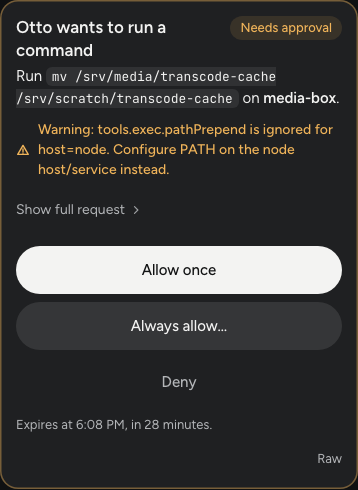 Otto wants to run a
command
Needs approval
Run mv /srv/media/transcode-cache
/srv/scratch/transcode-cache on media-box.
Warning: tools.exec.pathPrepend is ignored for
host=node. Configure PATH on the node
host/service instead.
Show full request
Allow once
Always allow...
Deny
Expires at 6:08 PM, in 28 minutes.
Raw